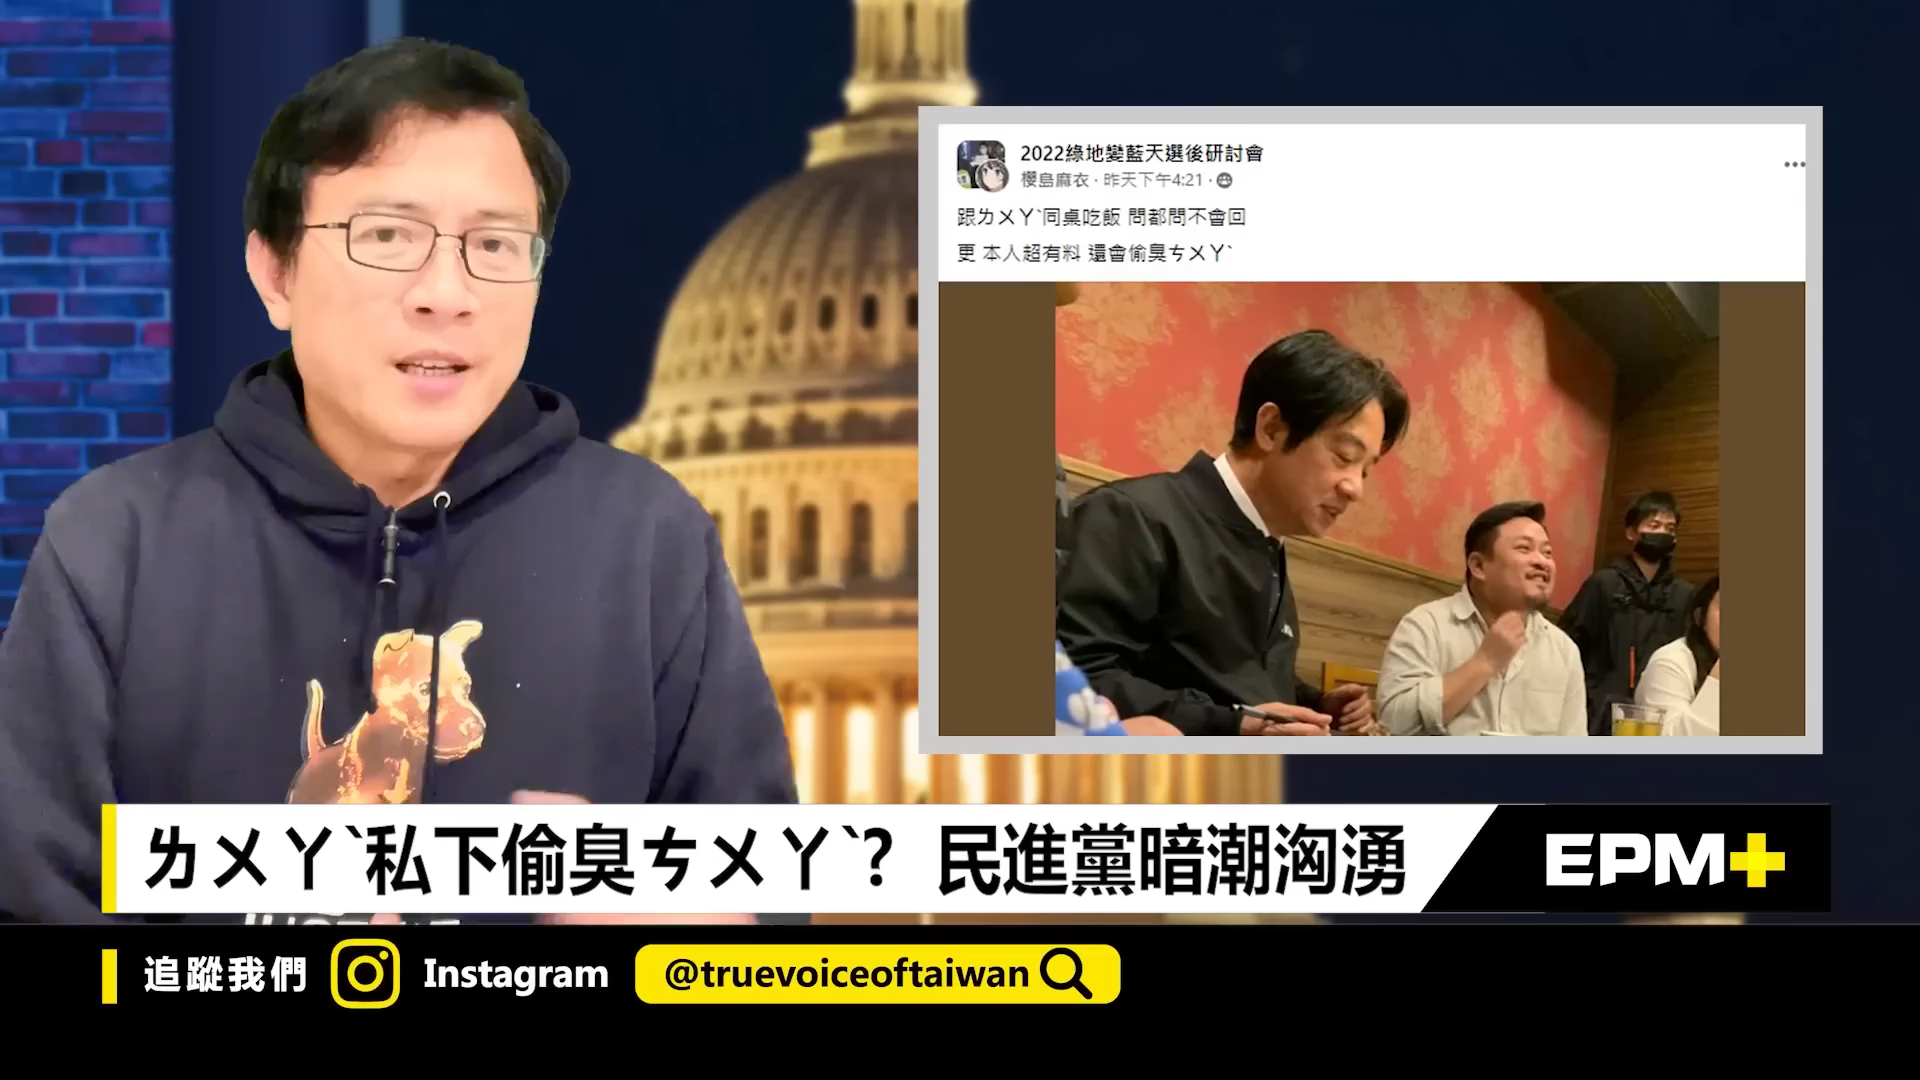 2022綠地變藍天選後研討會
櫻島麻衣·昨天下午4:21·
跟ㄌㄨㄚˋ同桌吃飯 問都問不會回
更 本人超有料 還會偷臭ㄘㄨㄚˋ
ㄌㄨㄚˋ私下偷臭ㄘㄨㄚˋ? 民進黨暗潮洶湧
EPM+
追蹤我們 Instagram @truevoiceoftaiwan